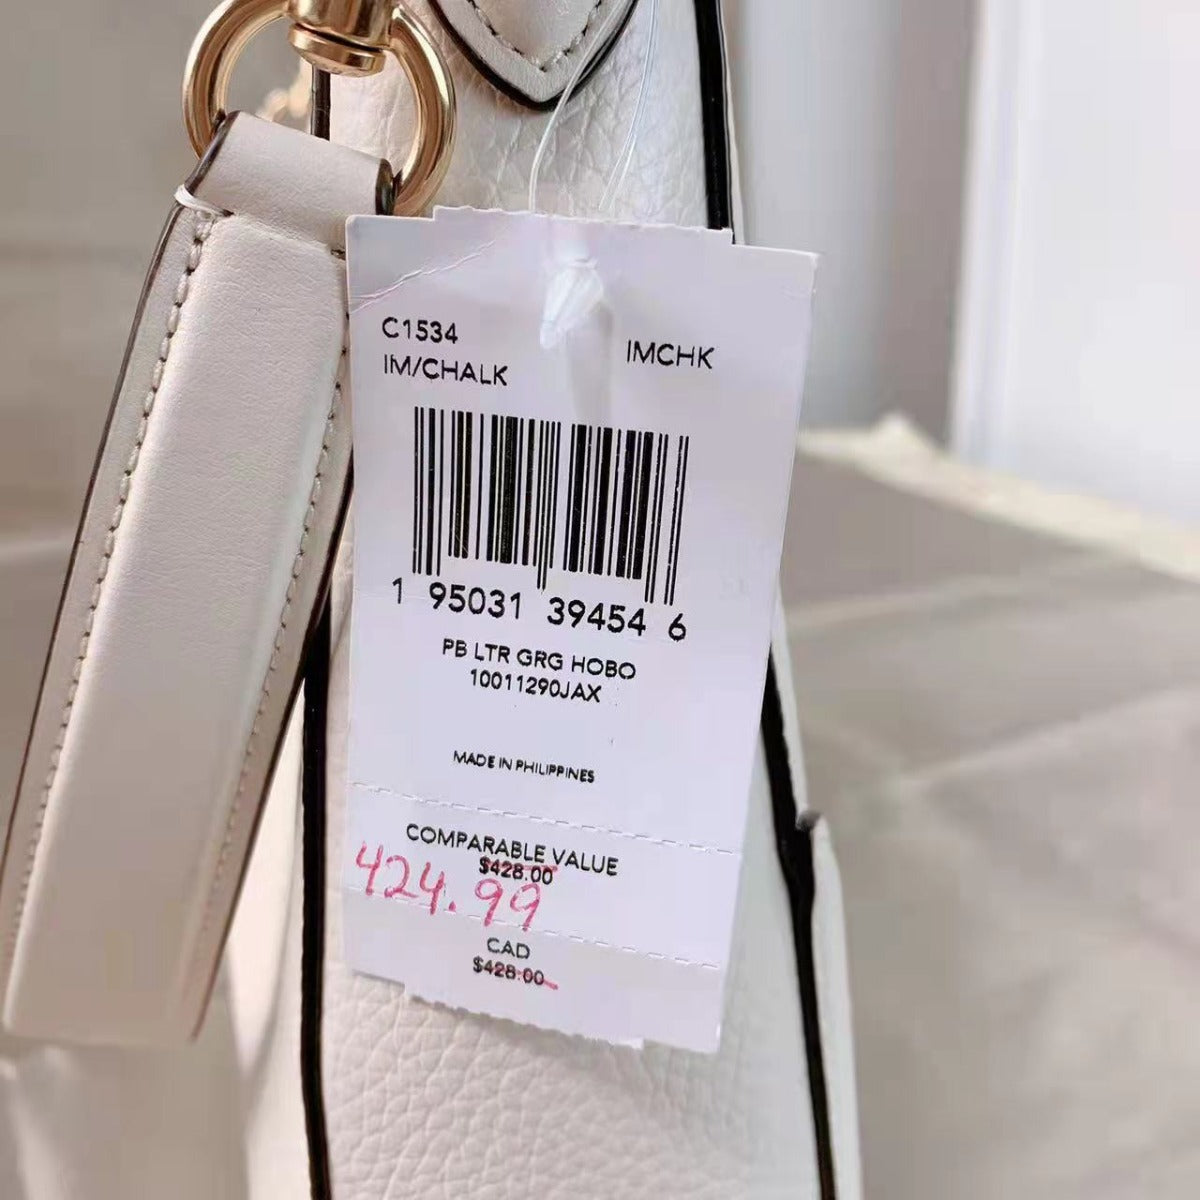 C1534
IM/CHALK
IMCHK
1 95031 39454 6
PB LTR GRG HOBO
10011290JAX
MADE IN PHILIPPINES
COMPARABLE VALUE
$428.00
424.99
CAD
$428.00